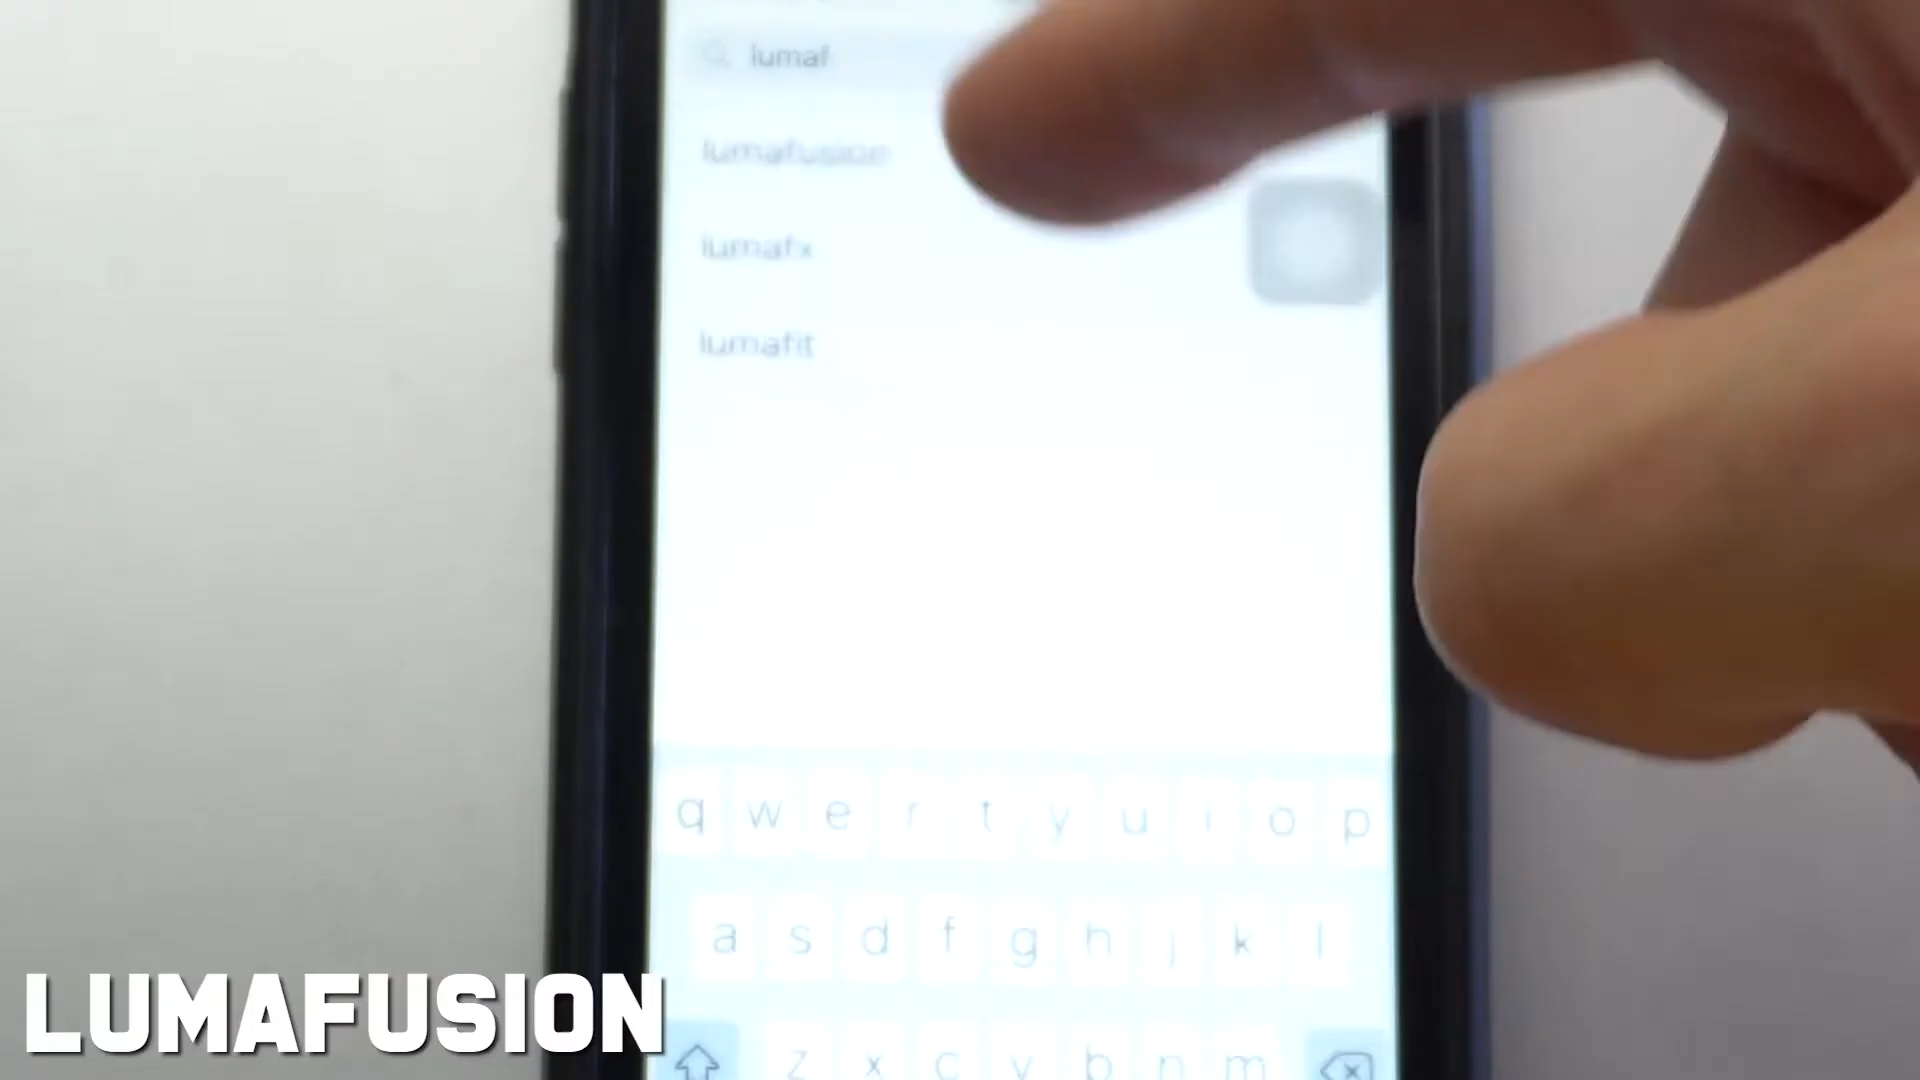 lumaf
lumafusion
lumafx
lumafit
q w e r t y u i o p
a s d f g h j k l
z x c v b n m
LUMAFUSION